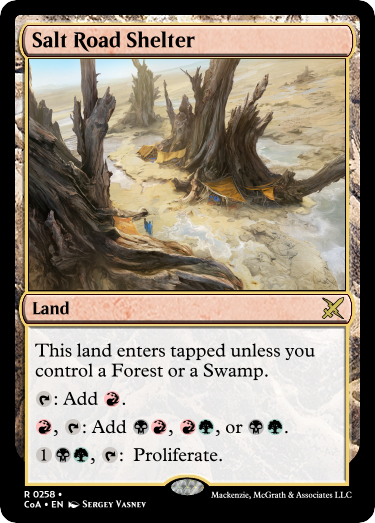 Salt Road Shelter
Land
This land enters tapped unless you
control a Forest or a Swamp.
: Add .
, : Add , , or .
1 , : Proliferate.
R 0258 •
CoA • EN Sergey Vasnev
Mackenzie, McGrath & Associates LLC